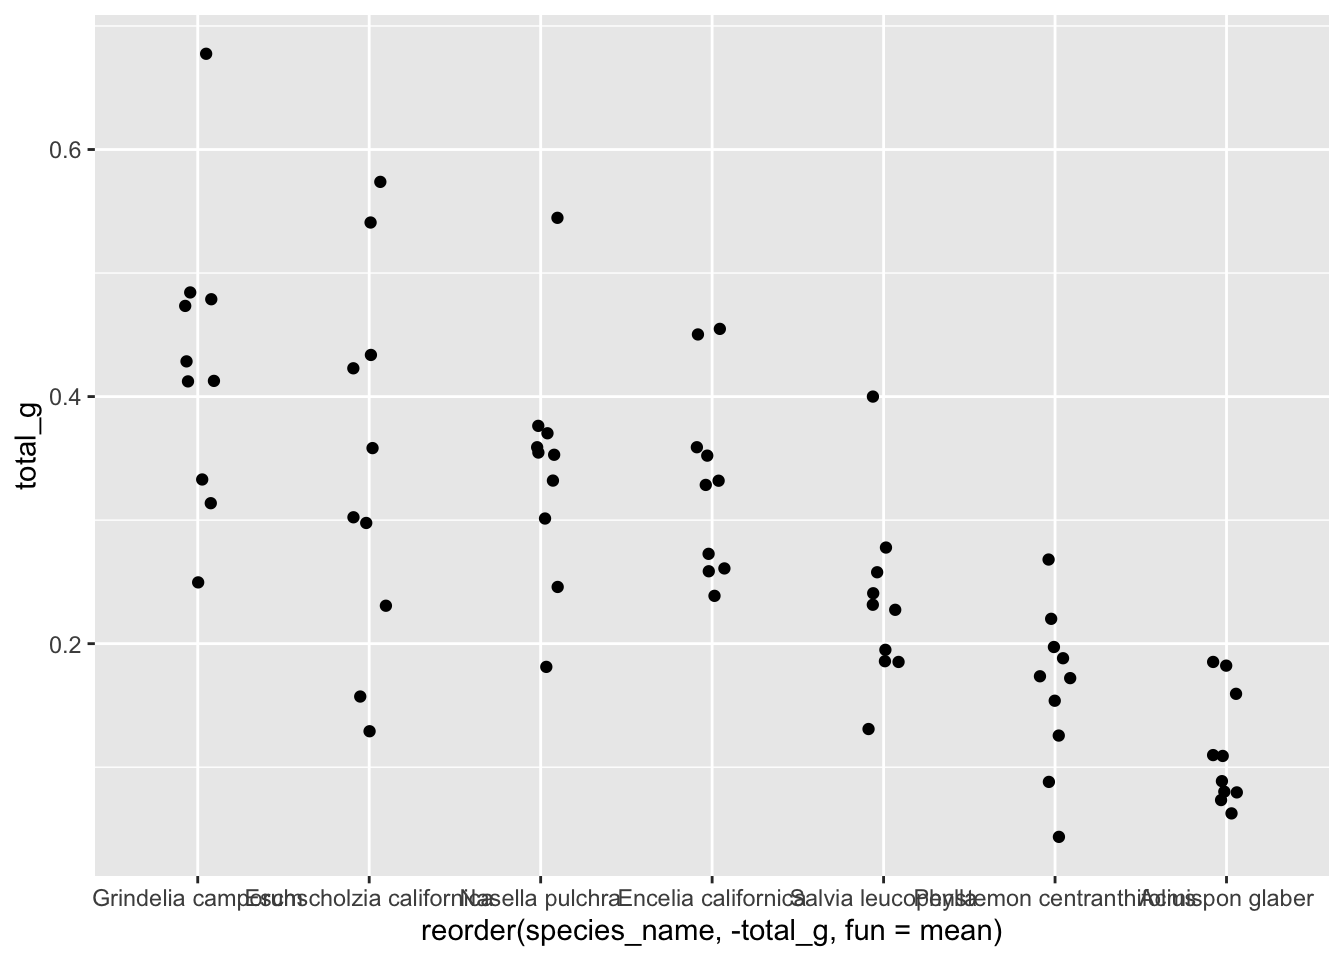 0.6
0.4
0.2
total_g
Grindelia camporum Eschscholzia californica Nasella pulchra Encelia californica Salvia leucophylla Penstemon centranthifolius Acmispon glaber
reorder(species_name, -total_g, fun = mean)